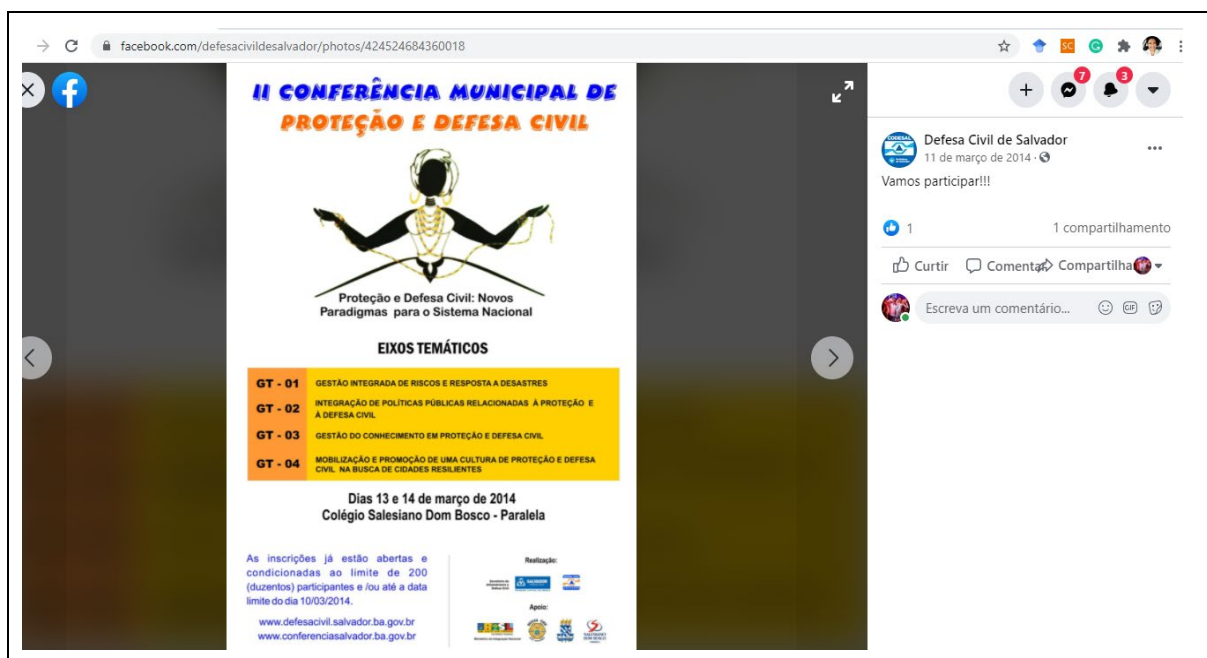 facebook.com/defesacivildesalvador/photos/424524684360018
SC
II CONFERÊNCIA MUNICIPAL DE
PROTEÇÃO E DEFESA CIVIL
Proteção e Defesa Civil: Novos
Paradigmas para o Sistema Nacional
EIXOS TEMÁTICOS
GT - 01 GESTÃO INTEGRADA DE RISCOS E RESPOSTA A DESASTRES
GT - 02 INTEGRAÇÃO DE POLÍTICAS PÚBLICAS RELACIONADAS À PROTEÇÃO E
À DEFESA CIVIL
GT - 03 GESTÃO DO CONHECIMENTO EM PROTEÇÃO E DEFESA CIVIL
GT - 04 MOBILIZAÇÃO E PROMOÇÃO DE UMA CULTURA DE PROTEÇÃO E DEFESA
CIVIL NA BUSCA DE CIDADES RESILIENTES
Dias 13 e 14 de março de 2014
Colégio Salesiano Dom Bosco - Paralela
As inscrições já estão abertas e
condicionadas ao limite de 200
(duzentos) participantes e /ou até a data
limite do dia 10/03/2014.
www.defesacivil.salvador.ba.gov.br
www.conferenciasalvador.ba.gov.br
Realização:
SALVADOR
Apoio:
7
3
CODESAL
Defesa Civil de Salvador
11 de março de 2014 ·
Vamos participar!!!
1
1 compartilhamento
Curtir
Comentar
Compartilha
Escreva um comentário...
GIF